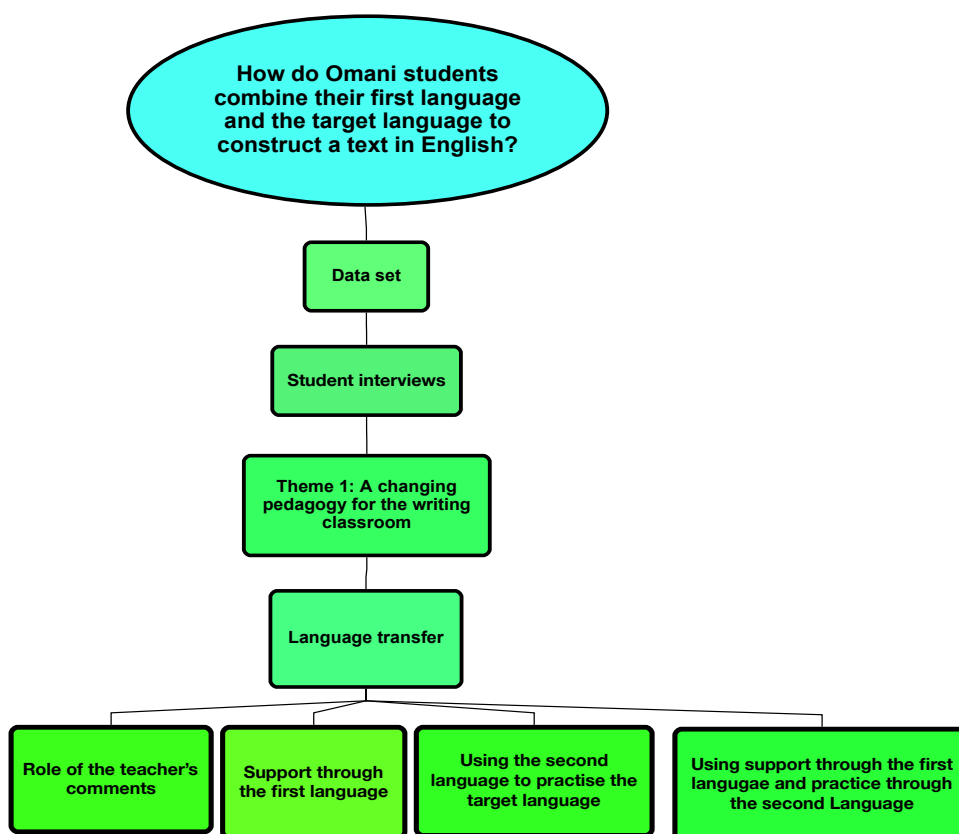 How do Omani students
combine their first language
and the target language to
construct a text in English?
Data set
Student interviews
Theme 1: A changing
pedagogy for the writing
classroom
Language transfer
Role of the teacher's
comments
Support through
the first language
Using the second
language to practise the
target language
Using support through the first
langugae and practice through
the second Language